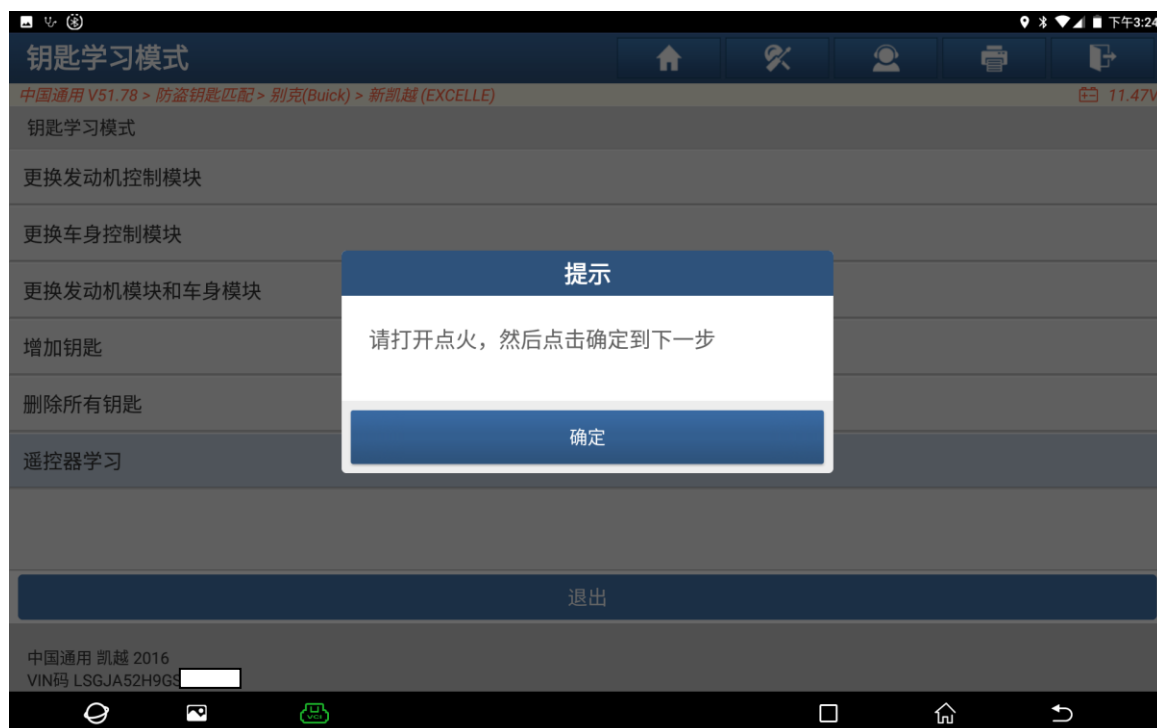 下午3:24
钥匙学习模式
中国通用 V51.78 > 防盗钥匙匹配 > 别克(Buick) > 新凯越 (EXCELLE)
11.47V
钥匙学习模式
更换发动机控制模块
更换车身控制模块
更换发动机模块和车身模块
增加钥匙
删除所有钥匙
遥控器学习
提示
请打开点火，然后点击确定到下一步
确定
退出
中国通用 凯越 2016
VIN码 LSGJA52H9GS
VCI